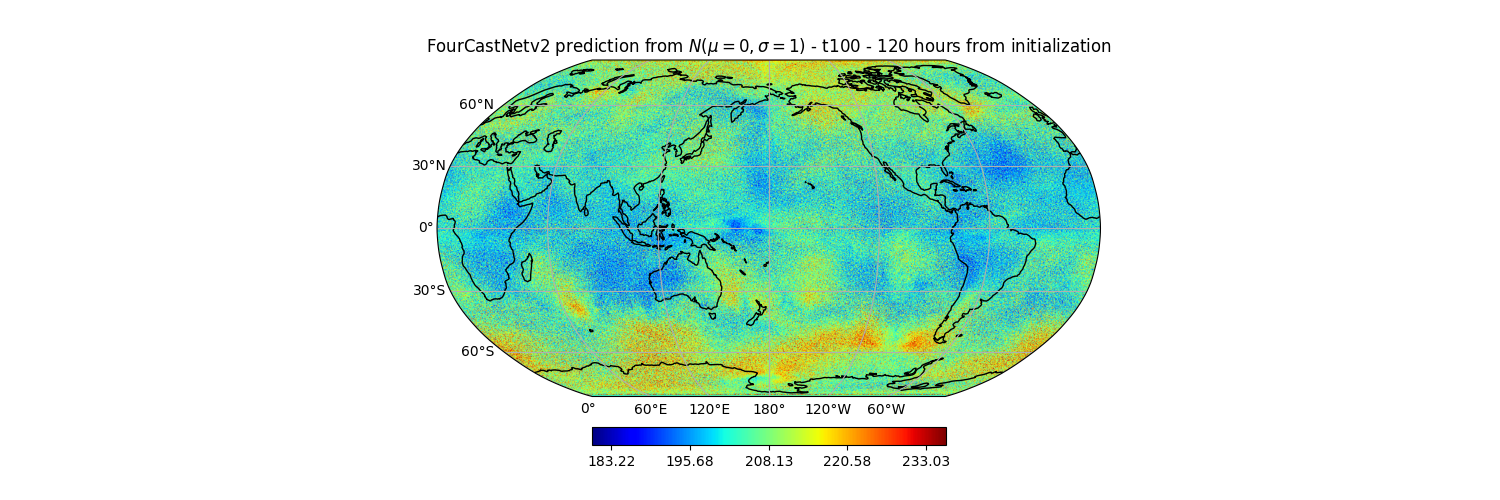 FourCastNetv2 prediction from N(μ = 0, σ = 1) - t100 - 120 hours from initialization
60°N
30°N
0°
30°S
60°S
0° 60°E 120°E 180° 120°W 60°W
183.22 195.68 208.13 220.58 233.03